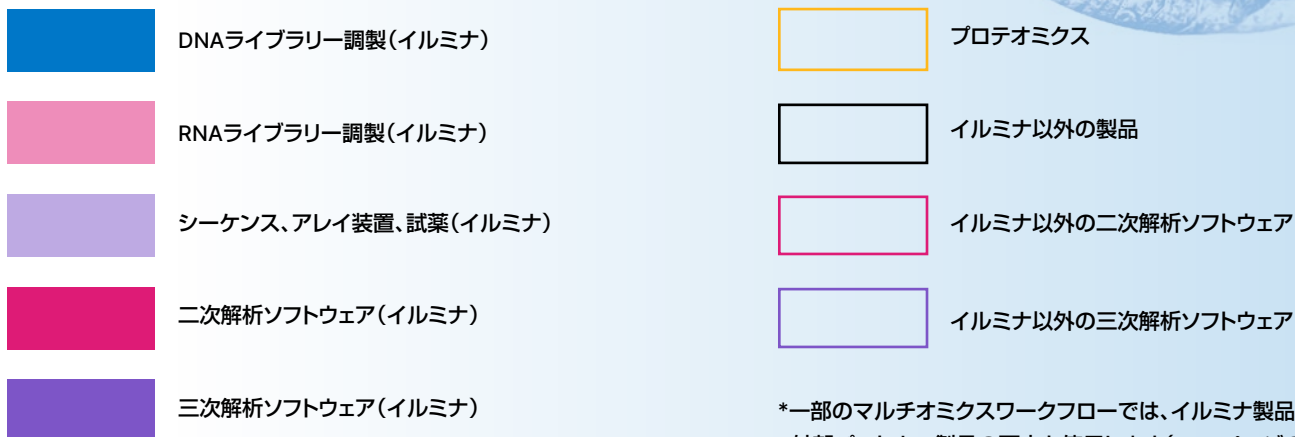 DNAライブラリー調製(イルミナ)
RNAライブラリー調製(イルミナ)
シーケンス、アレイ装置、試薬(イルミナ)
二次解析ソフトウェア(イルミナ)
三次解析ソフトウェア(イルミナ)
プロテオミクス
イルミナ以外の製品
イルミナ以外の二次解析ソフトウェア
イルミナ以外の三次解析ソフトウェア
*一部のマルチオミクスワークフローでは、イルミナ製品